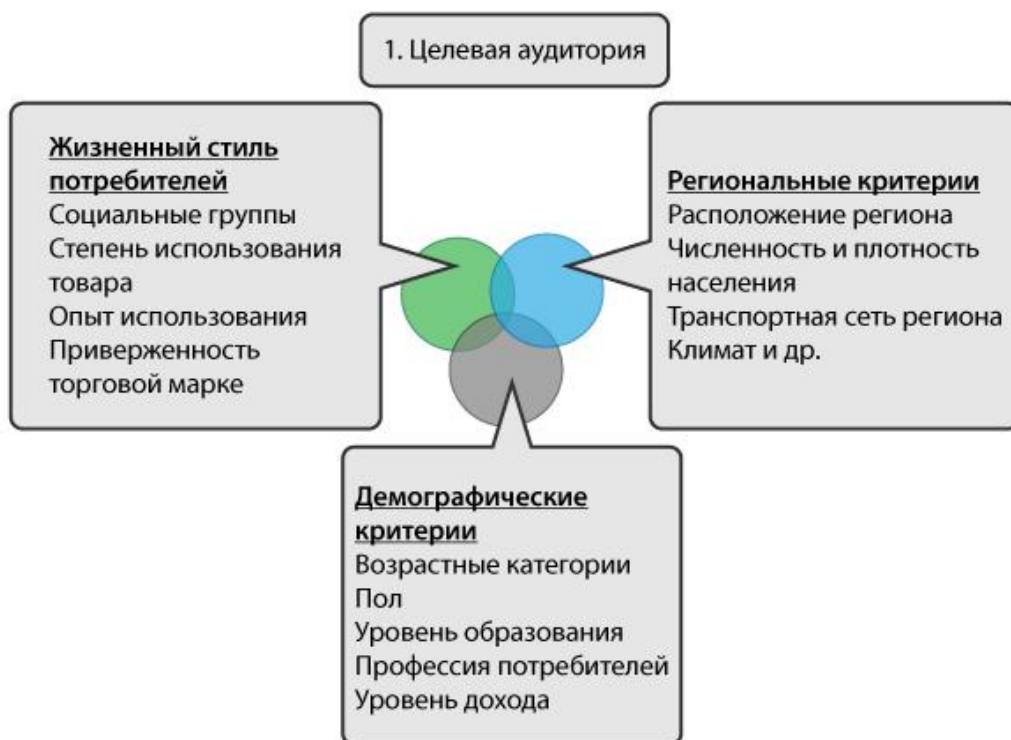 1. Целевая аудитория
Жизненный стиль
потребителей
Социальные группы
Степень использования
товара
Опыт использования
Приверженность
торговой марке
Региональные критерии
Расположение региона
Численность и плотность
населения
Транспортная сеть региона
Климат и др.
Демографические
критерии
Возрастные категории
Пол
Уровень образования
Профессия потребителей
Уровень дохода